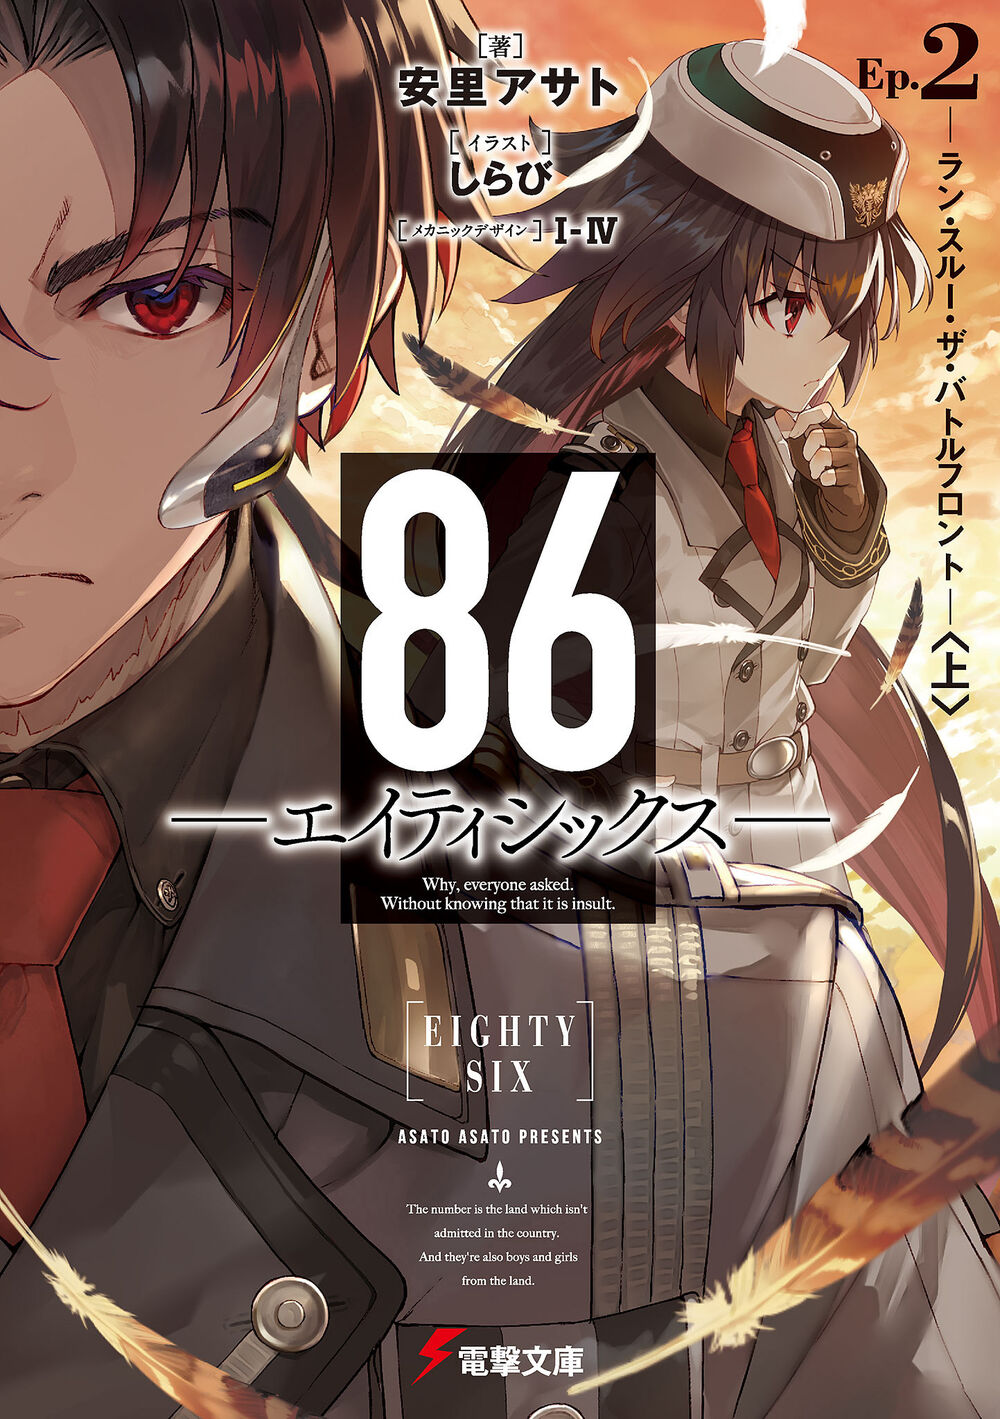 [著]
安里アサト
[イラスト]
しらび
[メカニックデザイン] I-Ⅳ
Ep.2
―ラン・スルー・ザ・バトルフロント―〈上〉
86
―エイティシックス―
Why, everyone asked.
Without knowing that it is insult.
[EIGHTY
SIX]
ASATO ASATO PRESENTS
The number is the land which isn't
admitted in the country.
And they're also boys and girls
from the land.
電撃文庫